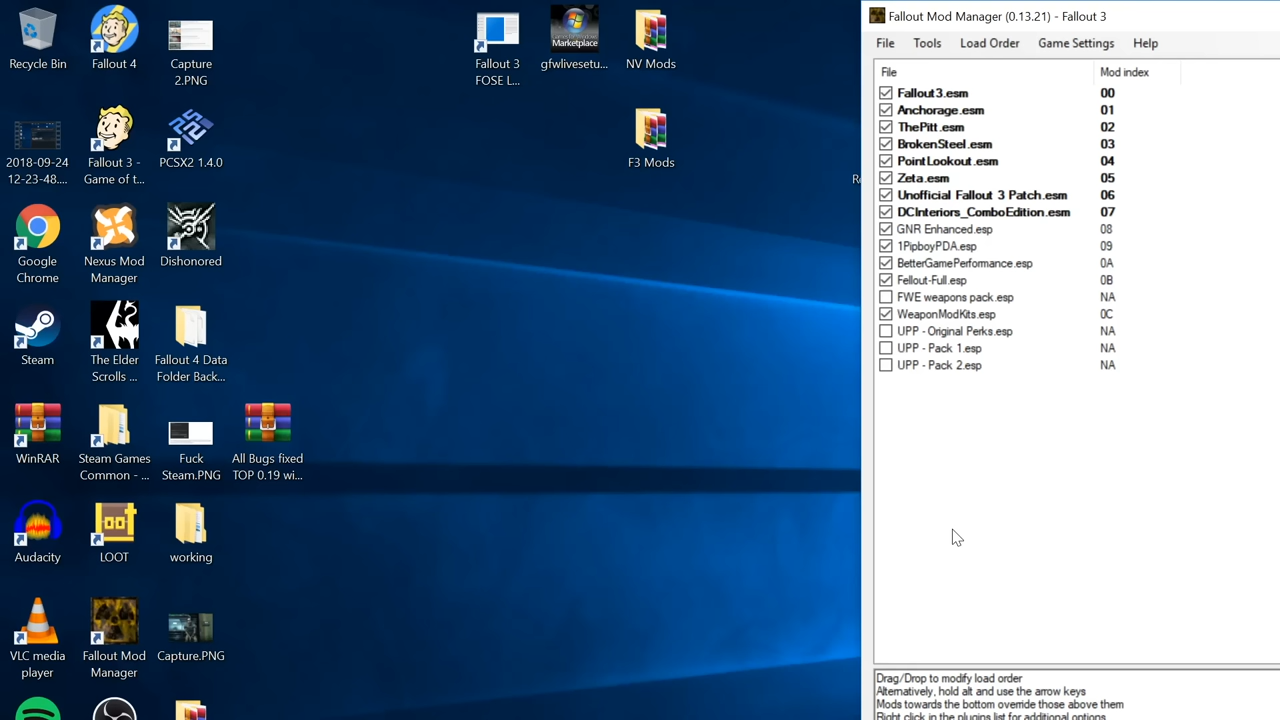 Recycle Bin
Fallout 4
Capture
2.PNG
Fallout 3
FOSE L...
Marketplace
gfwlivesetu...
NV Mods
2018-09-24
12-23-48....
Fallout 3 -
Game of t...
PCSX2 1.4.0
F3 Mods
Google
Chrome
Nexus Mod
Manager
Dishonored
Steam
The Elder
Scrolls ...
Fallout 4 Data
Folder Back...
WinRAR
Steam Games
Common - ...
Fuck
Steam.PNG
All Bugs fixed
TOP 0.19 wi...
Audacity
LOOT
working
VLC media
player
Fallout Mod
Manager
Capture.PNG
Fallout Mod Manager (0.13.21) - Fallout 3
File Tools Load Order Game Settings Help
File Mod index
Fallout3.esm 00
Anchorage.esm 01
ThePitt.esm 02
BrokenSteel.esm 03
PointLookout.esm 04
Zeta.esm 05
Unofficial Fallout 3 Patch.esm 06
DCInteriors_ComboEdition.esm 07
GNR Enhanced.esp 08
1PipboyPDA.esp 09
BetterGamePerformance.esp 0A
Fellout-Full.esp 0B
FWE weapons pack.esp NA
WeaponModKits.esp 0C
UPP - Original Perks.esp NA
UPP - Pack 1.esp NA
UPP - Pack 2.esp NA
Drag/Drop to modify load order
Alternatively, hold alt and use the arrow keys
Mods towards the bottom override those above them
Right click in the plugins list for additional options